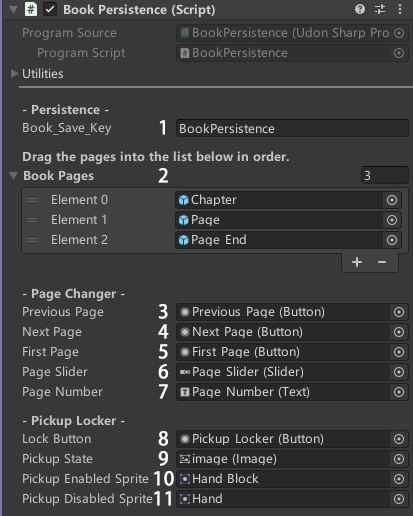 # Book Persistence (Script)
Program Source BookPersistence (Udon Sharp Pro
Program Script BookPersistence
Utilities
- Persistence -
Book_Save_Key 1 BookPersistence
Drag the pages into the list below in order.
Book Pages 2 3
Element 0 Chapter
Element 1 Page
Element 2 Page End
+ -
- Page Changer -
Previous Page 3 Previous Page (Button)
Next Page 4 Next Page (Button)
First Page 5 First Page (Button)
Page Slider 6 Page Slider (Slider)
Page Number 7 T Page Number (Text)
- Pickup Locker -
Lock Button 8 Pickup Locker (Button)
Pickup State 9 image (Image)
Pickup Enabled Sprite 10 Hand Block
Pickup Disabled Sprite 11 Hand